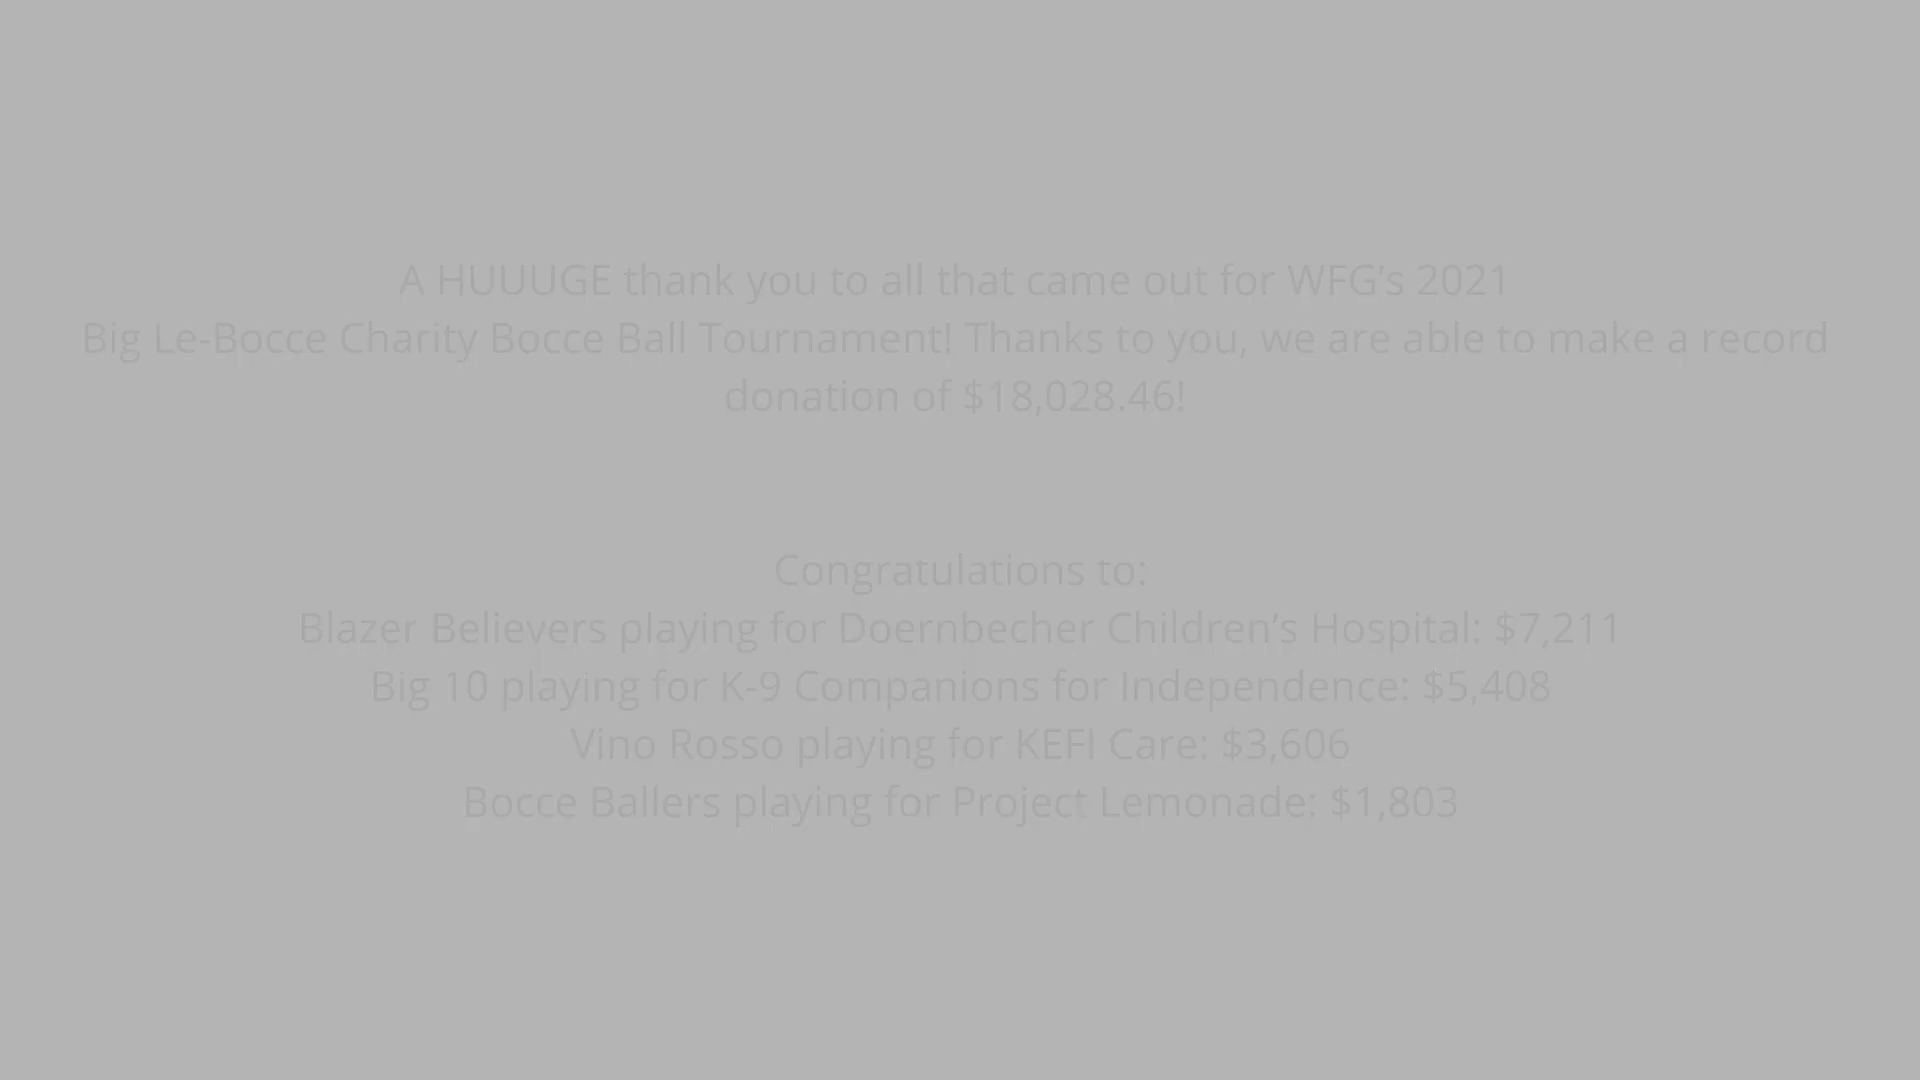 A HUUUGE thank you to all that came out for WFG’s 2021
Big Le-Bocce Charity Bocce Ball Tournament! Thanks to you, we are able to make a record
donation of $18,028.46!
Congratulations to:
Blazer Believers playing for Doernbecher Children’s Hospital: $7,211
Big 10 playing for K-9 Companions for Independence: $5,408
Vino Rosso playing for KEFI Care: $3,606
Bocce Ballers playing for Project Lemonade: $1,803